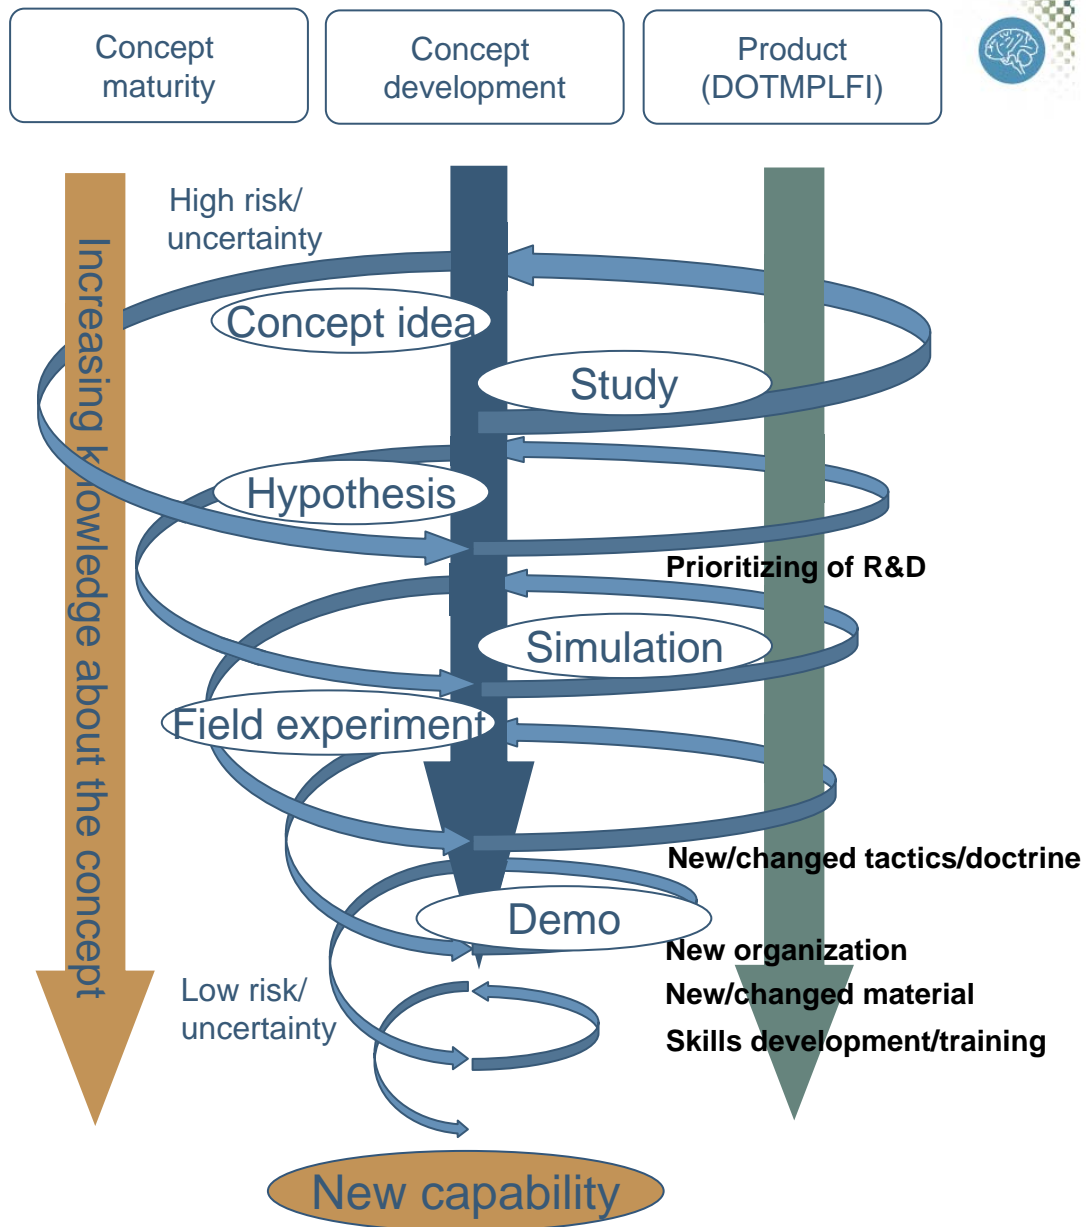 Concept
maturity
Concept
development
Product
(DOTMPLFI)
High risk/
uncertainty
Increasing knowledge about the concept
Concept idea
Study
Hypothesis
Prioritizing of R&D
Simulation
Field experiment
New/changed tactics/doctrine
Demo
New organization
Low risk/
uncertainty
New/changed material
Skills development/training
New capability